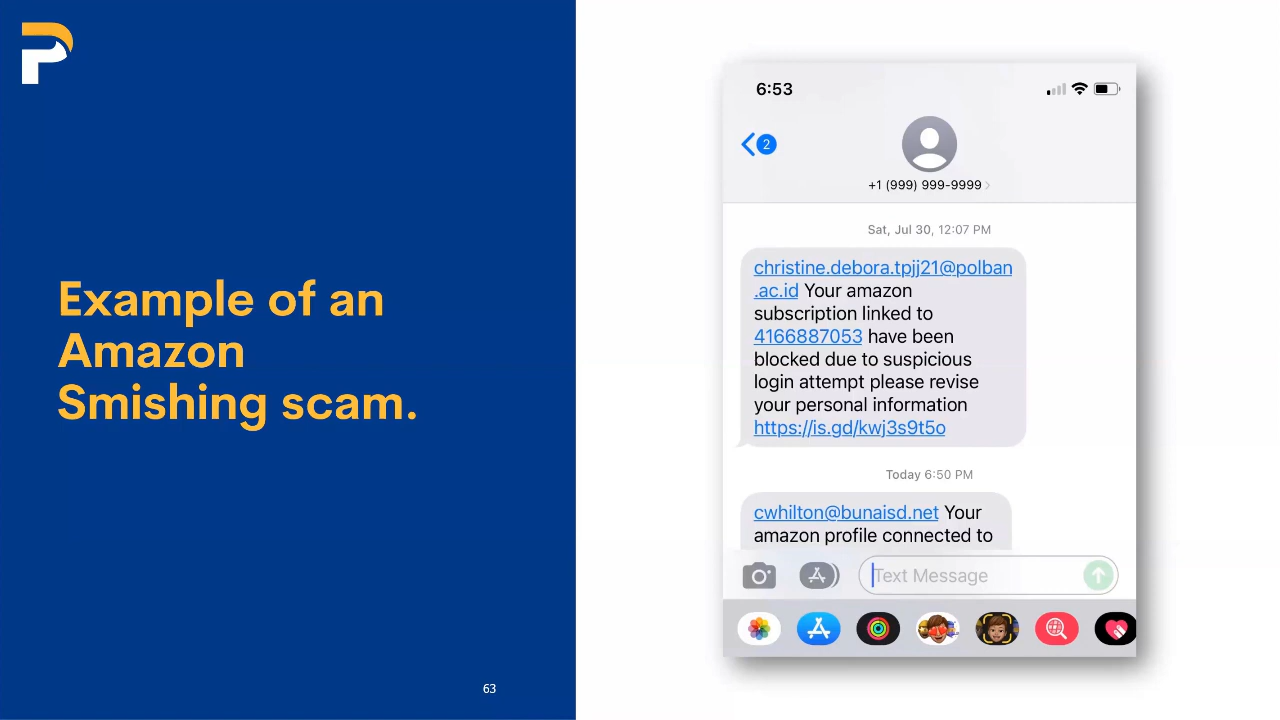 Example of an
Amazon
Smishing scam.
63
6:53
2
+1 (999) 999-9999
Sat, Jul 30, 12:07 PM
christine.debora.tpjj21@polban
.ac.id Your amazon
subscription linked to
4166887053 have been
blocked due to suspicious
login attempt please revise
your personal information
https://is.gd/kwj3s9t5o
Today 6:50 PM
cwhilton@bunaisd.net Your
amazon profile connected to
Text Message